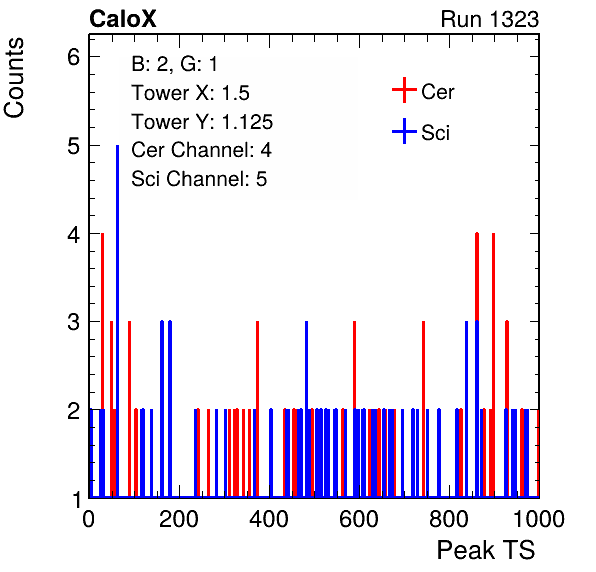 CaloX
Run 1323
Counts
B: 2, G: 1
Tower X: 1.5
Tower Y: 1.125
Cer Channel: 4
Sci Channel: 5
Cer
Sci
6
5
4
3
2
1
0 200 400 600 800 1000
Peak TS